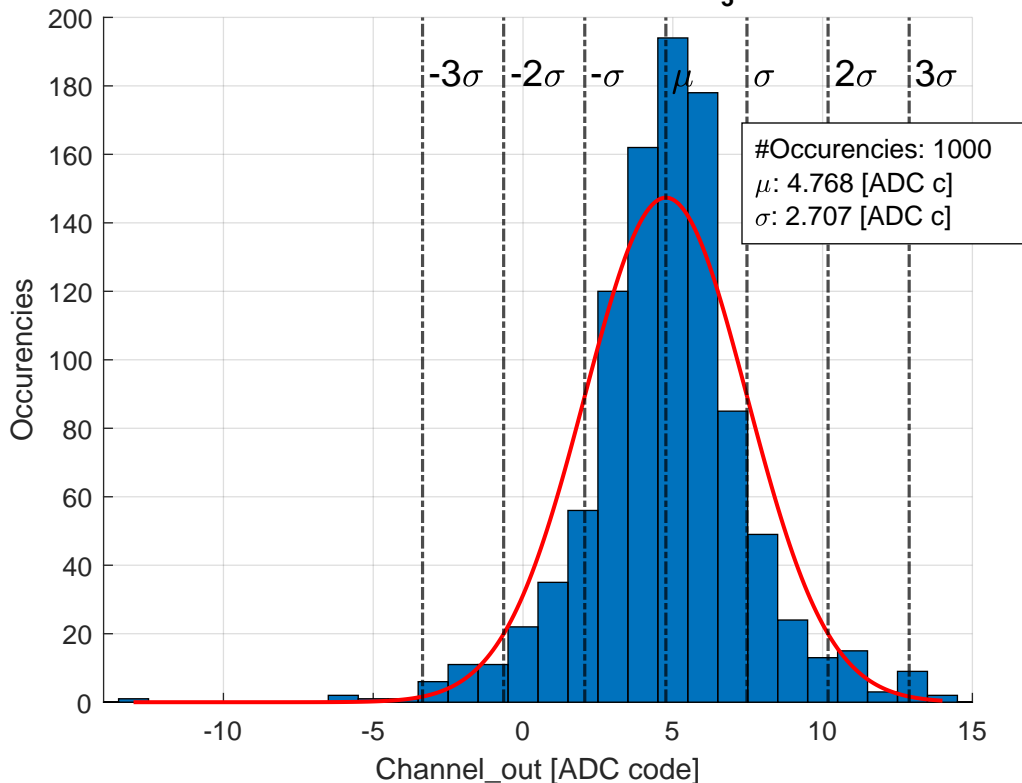 200
180
160
140
120
100
80
60
40
20
0
Occurencies
-3σ -2σ -σ μ σ 2σ 3σ
#Occurencies: 1000
μ: 4.768 [ADC c]
σ: 2.707 [ADC c]
-10 -5 0 5 10 15
Channel_out [ADC code]